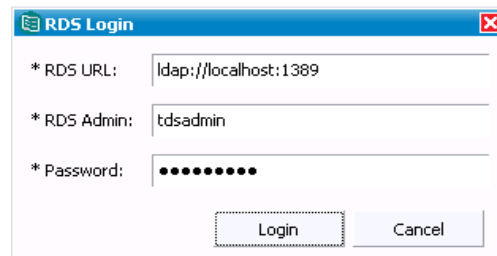 RDS Login
* RDS URL: ldap://localhost:1389
* RDS Admin: tdsadmin
* Password: ●●●●●●●●●
Login Cancel